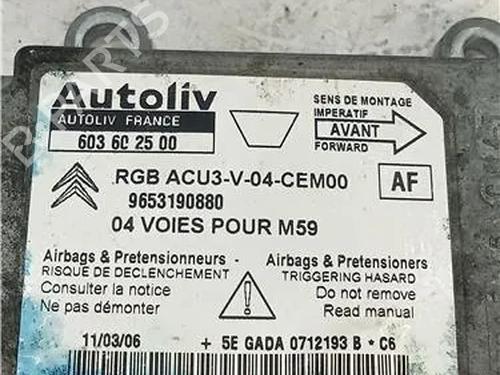 Autoliv
AUTOLIV FRANCE
603 60 25 00
SENS DE MONTAGE
IMPERATIF
AVANT
FORWARD
RGB ACU3-V-04-CEM00
AF
9653190880
04 VOIES POUR M59
Airbags & Pretensionneurs -
RISQUE DE DECLENCHEMENT
Consulter la notice
Ne pas démonter
Airbags & Pretensioners
TRIGGERING HASARD
Do not remove
Read manual
11/03/06 + 5E GADA 0712193 B * C6